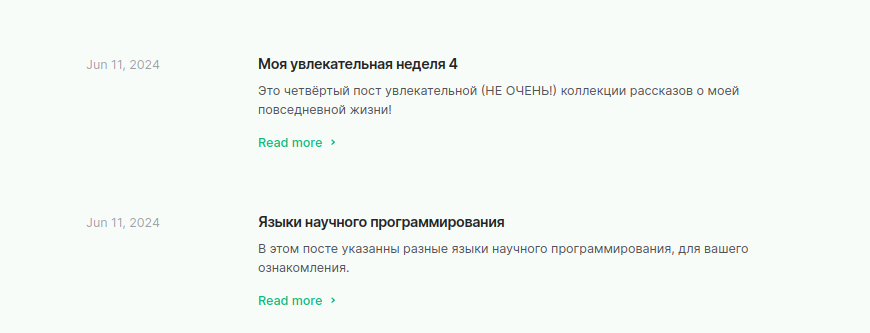 Jun 11, 2024
Моя увлекательная неделя 4
Это четвёртый пост увлекательной (НЕ ОЧЕНЬ!) коллекции рассказов о моей
повседневной жизни!
Read more
Jun 11, 2024
Языки научного программирования
В этом посте указанны разные языки научного программирования, для вашего
ознакомления.
Read more